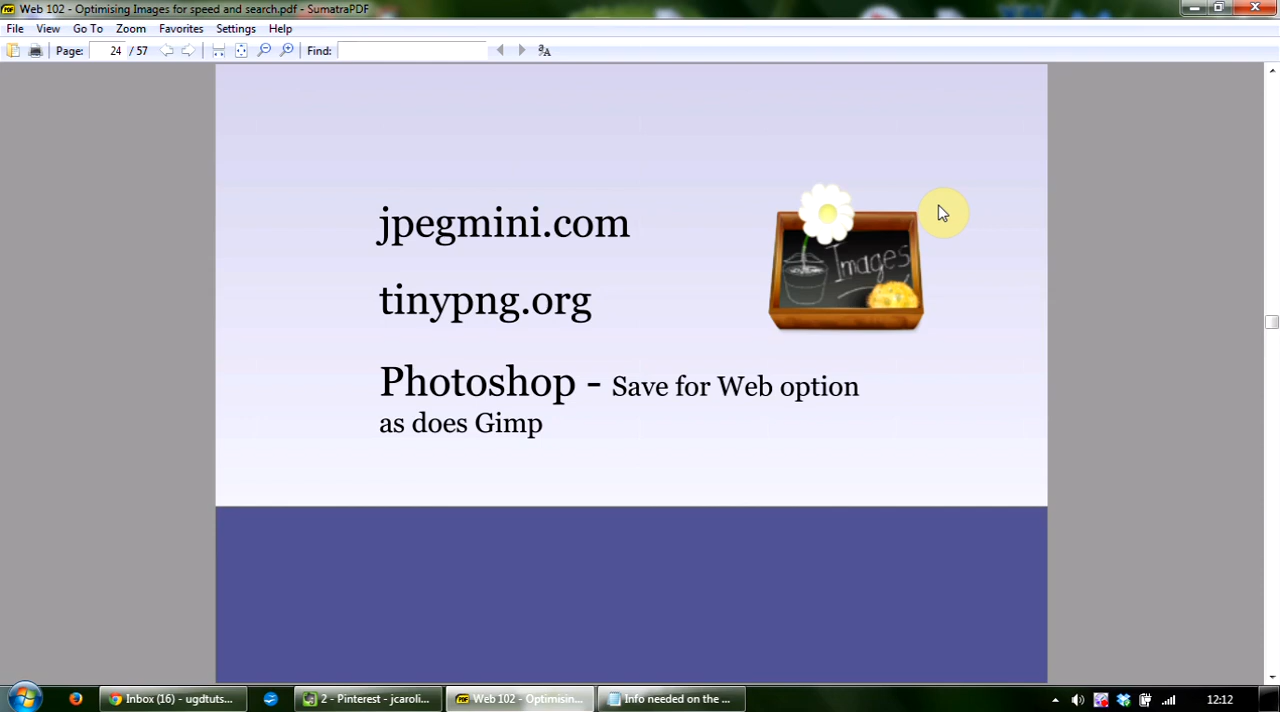 Web 102 - Optimising Images for speed and search.pdf - SumatraPDF
File View Go To Zoom Favorites Settings Help
Page: 24 / 57 Find:
jpegmini.com
Images
tinypng.org
Photoshop - Save for Web option
as does Gimp
Inbox (16) - ugdtuts... 2 - Pinterest - jcaroli... Web 102 - Optimisin... Info needed on the ... 12:12